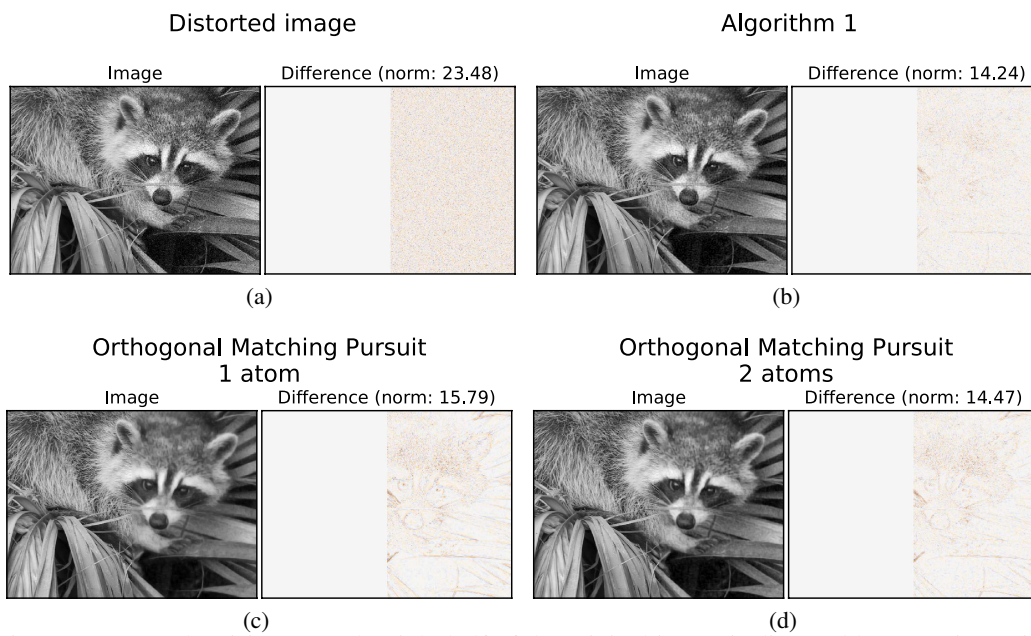 Distorted image
Image
Difference (norm: 23.48)
(a)
Algorithm 1
Image
Difference (norm: 14.24)
(b)
Orthogonal Matching Pursuit
1 atom
Image
Difference (norm: 15.79)
(c)
Orthogonal Matching Pursuit
2 atoms
Image
Difference (norm: 14.47)
(d)